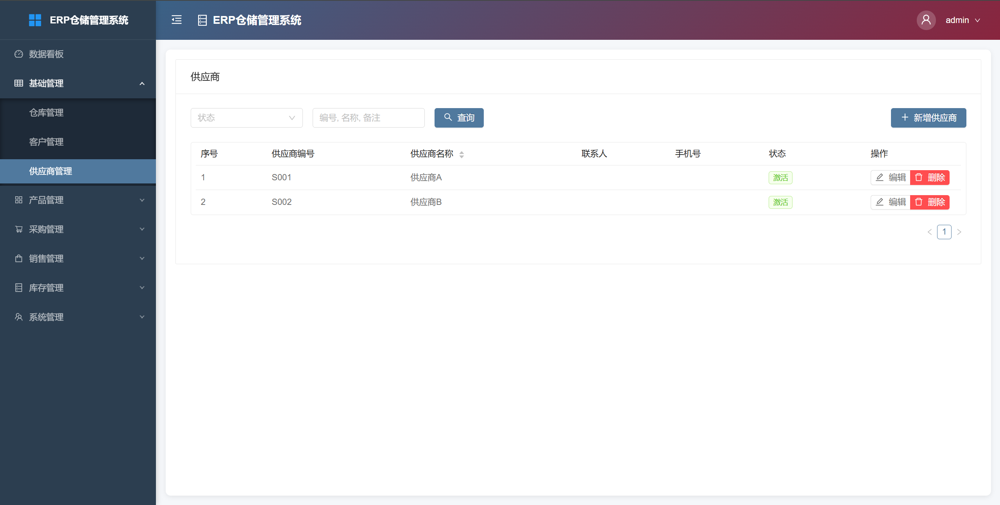 ERP仓储管理系统
ERP仓储管理系统
admin
数据看板
基础管理
仓库管理
客户管理
供应商管理
产品管理
采购管理
销售管理
库存管理
系统管理
供应商
状态 编号, 名称, 备注 查询 新增供应商
序号 供应商编号 供应商名称 联系人 手机号 状态 操作
1 S001 供应商A 激活 编辑 删除
2 S002 供应商B 激活 编辑 删除
1